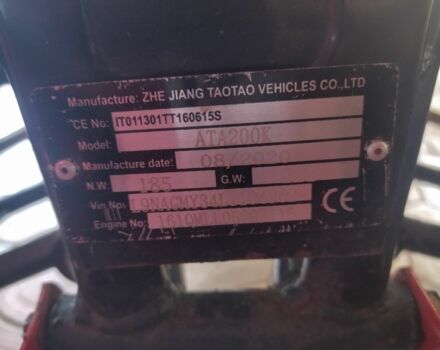 Manufacture: ZHE JIANG TAOTAO VEHICLES CO.,LTD
CE No: IT011301TT160615S
Model: ATA200K
Manufacture date: 08/2020
N.W: 185 G.W:
Vin No:
Engine No:
CE